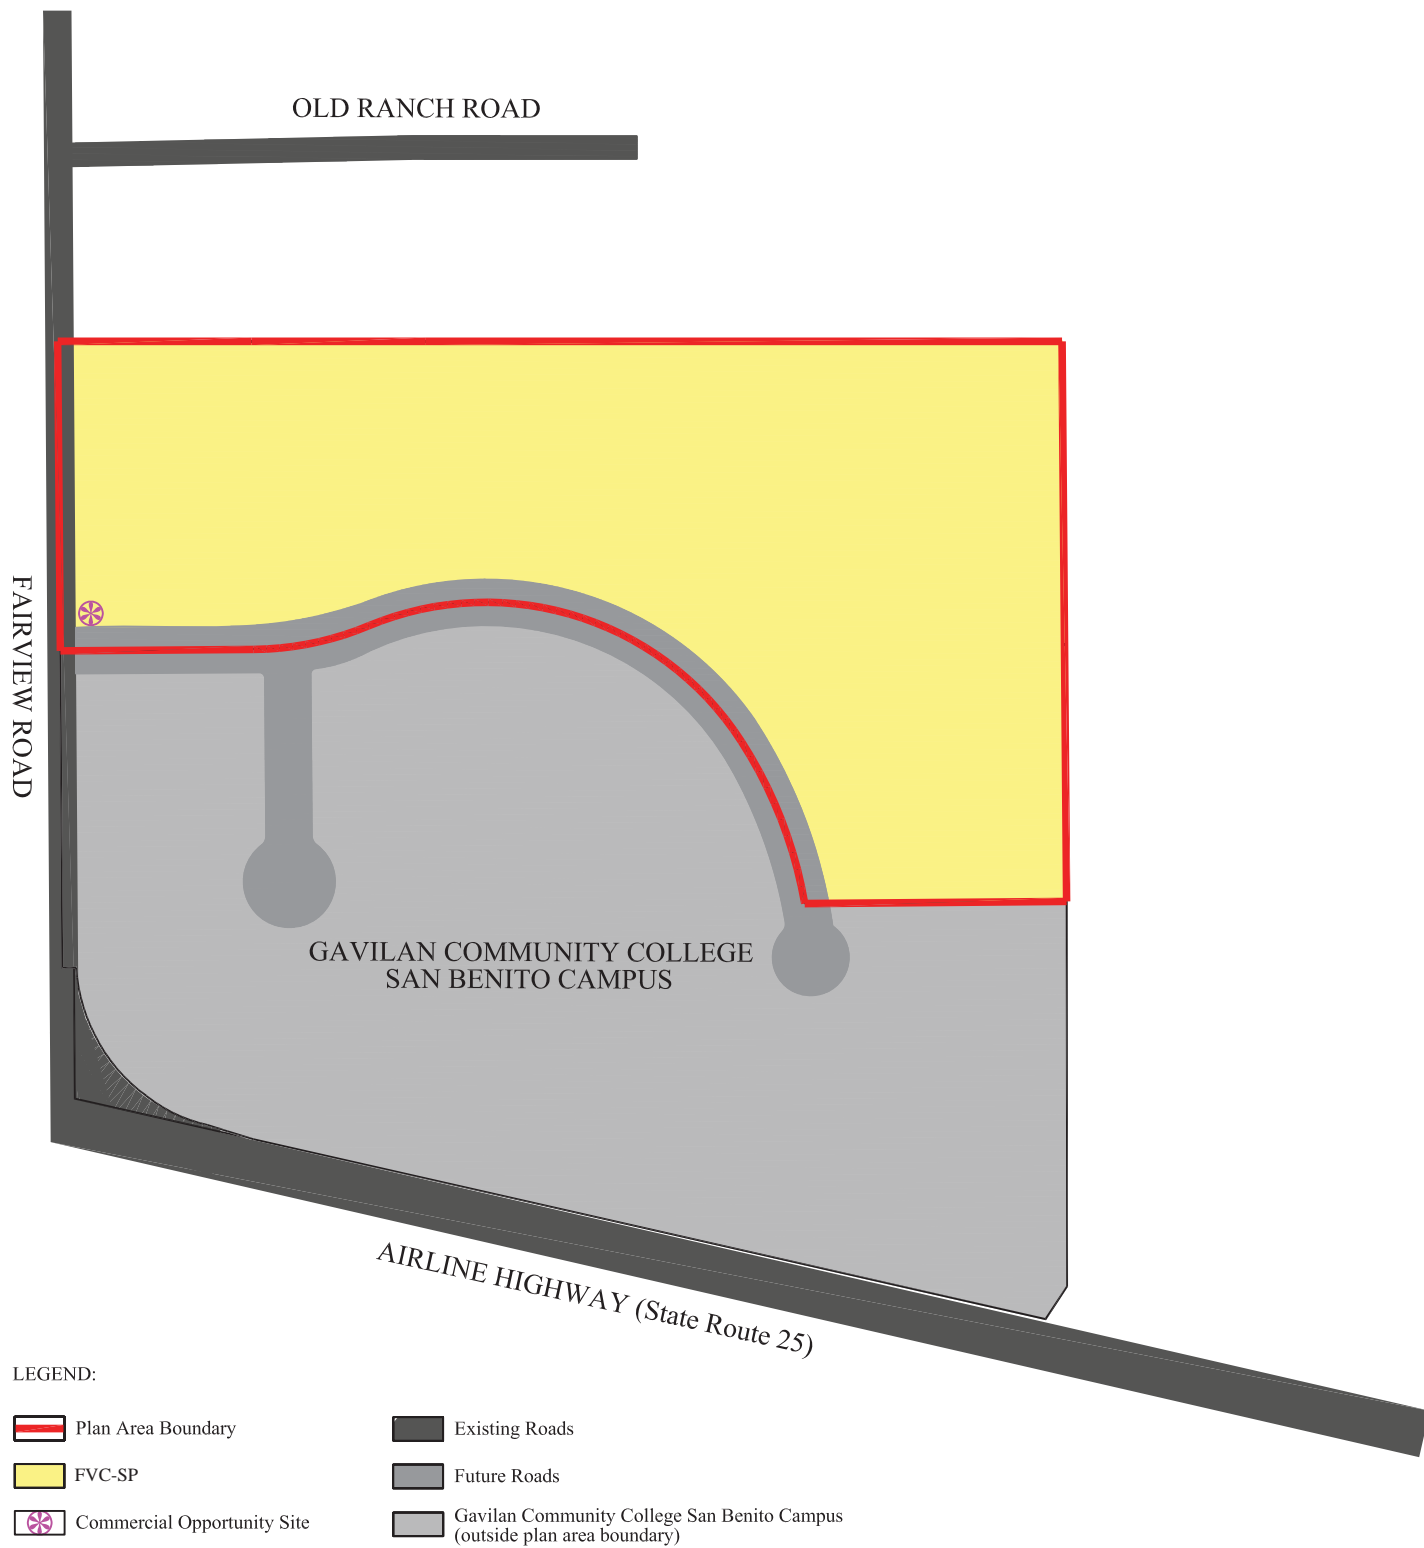 OLD RANCH ROAD
FAIRVIEW ROAD
GAVILAN COMMUNITY COLLEGE
SAN BENITO CAMPUS
AIRLINE HIGHWAY (State Route 25)
LEGEND:
Plan Area Boundary
FVC-SP
Commercial Opportunity Site
Existing Roads
Future Roads
Gavilan Community College San Benito Campus
(outside plan area boundary)